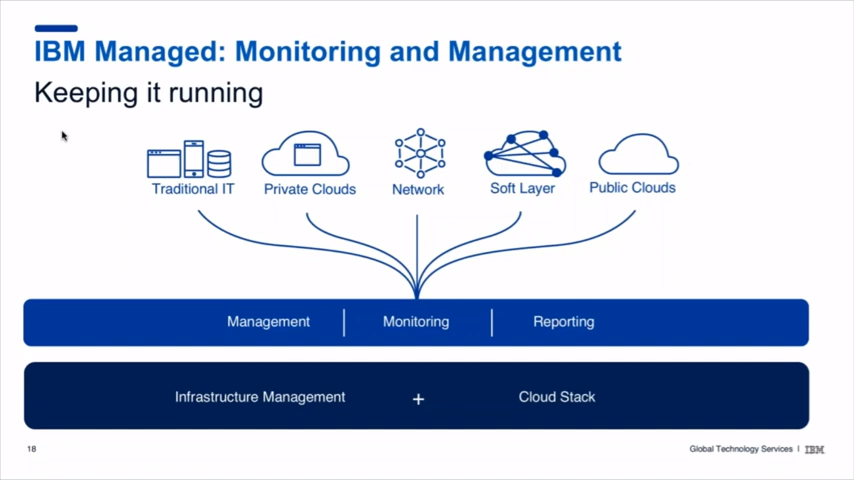 IBM Managed: Monitoring and Management
Keeping it running
Traditional IT
Private Clouds
Network
Soft Layer
Public Clouds
Management | Monitoring | Reporting
Infrastructure Management + Cloud Stack
18
Global Technology Services | IBM